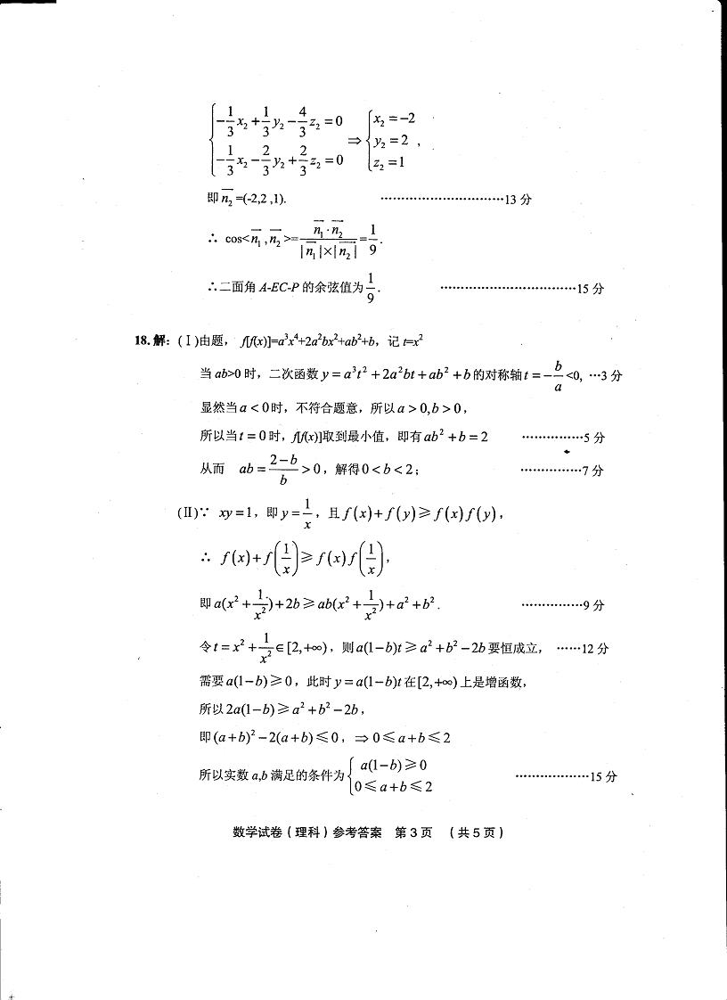 {-1/3 x₂ + 1/3 y₂ - 4/3 z₂ = 0
-1/3 x₂ - 2/3 y₂ + 2/3 z₂ = 0 ⇒ {x₂ = -2
y₂ = 2
z₂ = 1 ,
即 n₂ =(-2,2 ,1). ……………………13 分
∴ cos<n₁ , n₂ >= (n₁ · n₂)/(|n₁|×|n₂|) = 1/9.
∴二面角 A-EC-P 的余弦值为 1/9. ……………………15 分
18.解: (Ⅰ)由题， f[f(x)]=a³x⁴+2a²bx²+ab²+b，记 t=x²
当 ab>0 时，二次函数 y = a³t² + 2a²bt + ab² + b 的对称轴 t = -b/a <0, …3 分
显然当 a < 0 时，不符合题意，所以 a > 0, b > 0，
所以当 t = 0 时，f[f(x)]取到最小值，即有 ab² + b = 2 ……………5 分
从而 ab = (2-b)/b > 0，解得 0 < b < 2； ……………7 分
(Ⅱ)∵ xy = 1，即 y = 1/x，且 f(x)+ f(y) ≥ f(x) f(y)，
∴ f(x)+ f(1/x) ≥ f(x) f(1/x)，
即 a(x² + 1/x²) + 2b ≥ ab(x² + 1/x²) + a² + b² . ……………9 分
令 t = x² + 1/x² ∈ [2,+∞)，则 a(1-b)t ≥ a² + b² - 2b 要恒成立， ……12 分
需要 a(1-b) ≥ 0，此时 y = a(1-b)t 在 [2,+∞) 上是增函数，
所以 2a(1-b) ≥ a² + b² - 2b，
即 (a+b)² - 2(a+b) ≤ 0，⇒ 0 ≤ a+b ≤ 2
所以实数 a,b 满足的条件为 {a(1-b) ≥ 0
0 ≤ a+b ≤ 2 ………………15 分
数学试卷(理科)参考答案 第 3 页 (共 5 页)